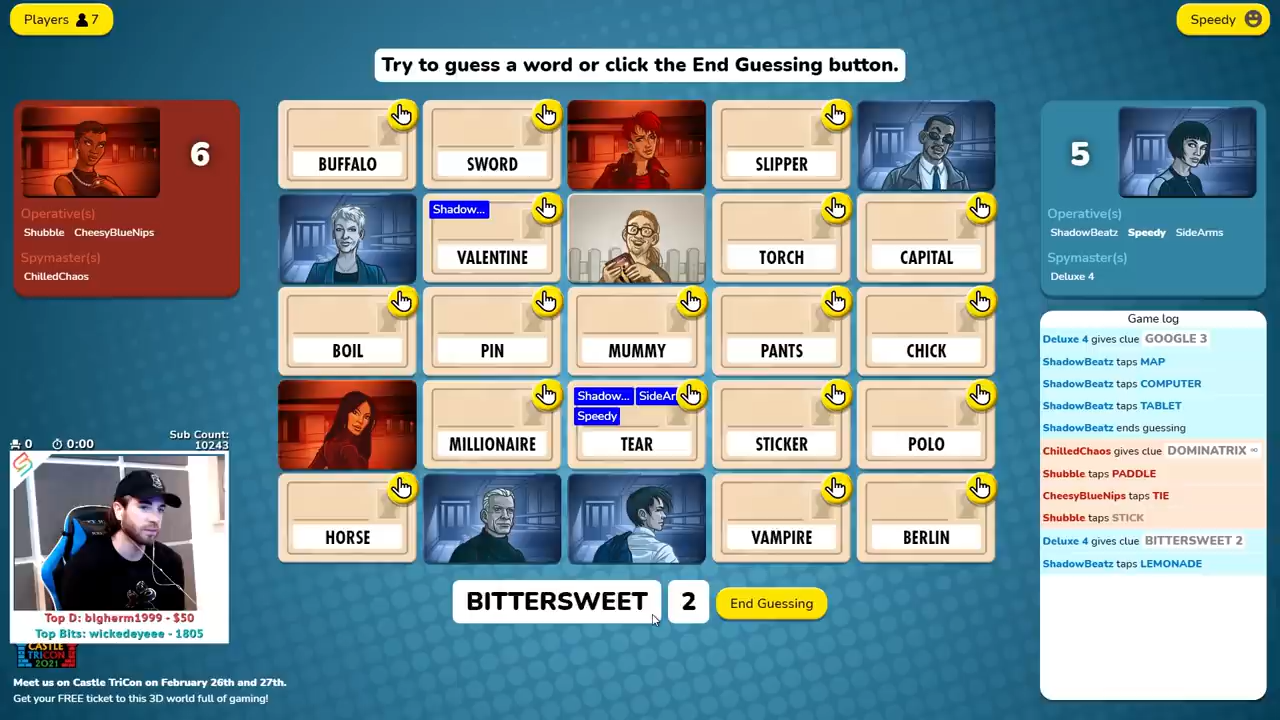 Players 7
Speedy
Try to guess a word or click the End Guessing button.
6
Operative(s)
Shubble CheesyBlueNips
Spymaster(s)
ChilledChaos
5
Operative(s)
ShadowBeatz Speedy SideArms
Spymaster(s)
Deluxe 4
BUFFALO SWORD SLIPPER
Shadow...
VALENTINE TORCH CAPITAL
BOIL PIN MUMMY PANTS CHICK
Shadow... SideAr
Speedy
MILLIONAIRE TEAR STICKER POLO
HORSE VAMPIRE BERLIN
BITTERSWEET 2 End Guessing
Game log
Deluxe 4 gives clue GOOGLE 3
ShadowBeatz taps MAP
ShadowBeatz taps COMPUTER
ShadowBeatz taps TABLET
ShadowBeatz ends guessing
ChilledChaos gives clue DOMINATRIX ∞
Shubble taps PADDLE
CheesyBlueNips taps TIE
Shubble taps STICK
Deluxe 4 gives clue BITTERSWEET 2
ShadowBeatz taps LEMONADE
0 0:00
Sub Count:
10243
Top D: bigherm1999 - $50
Top Bits: wickedyeee - 1805
CASTLE
TRICON
2021
Meet us on Castle TriCon on February 26th and 27th.
Get your FREE ticket to this 3D world full of gaming!